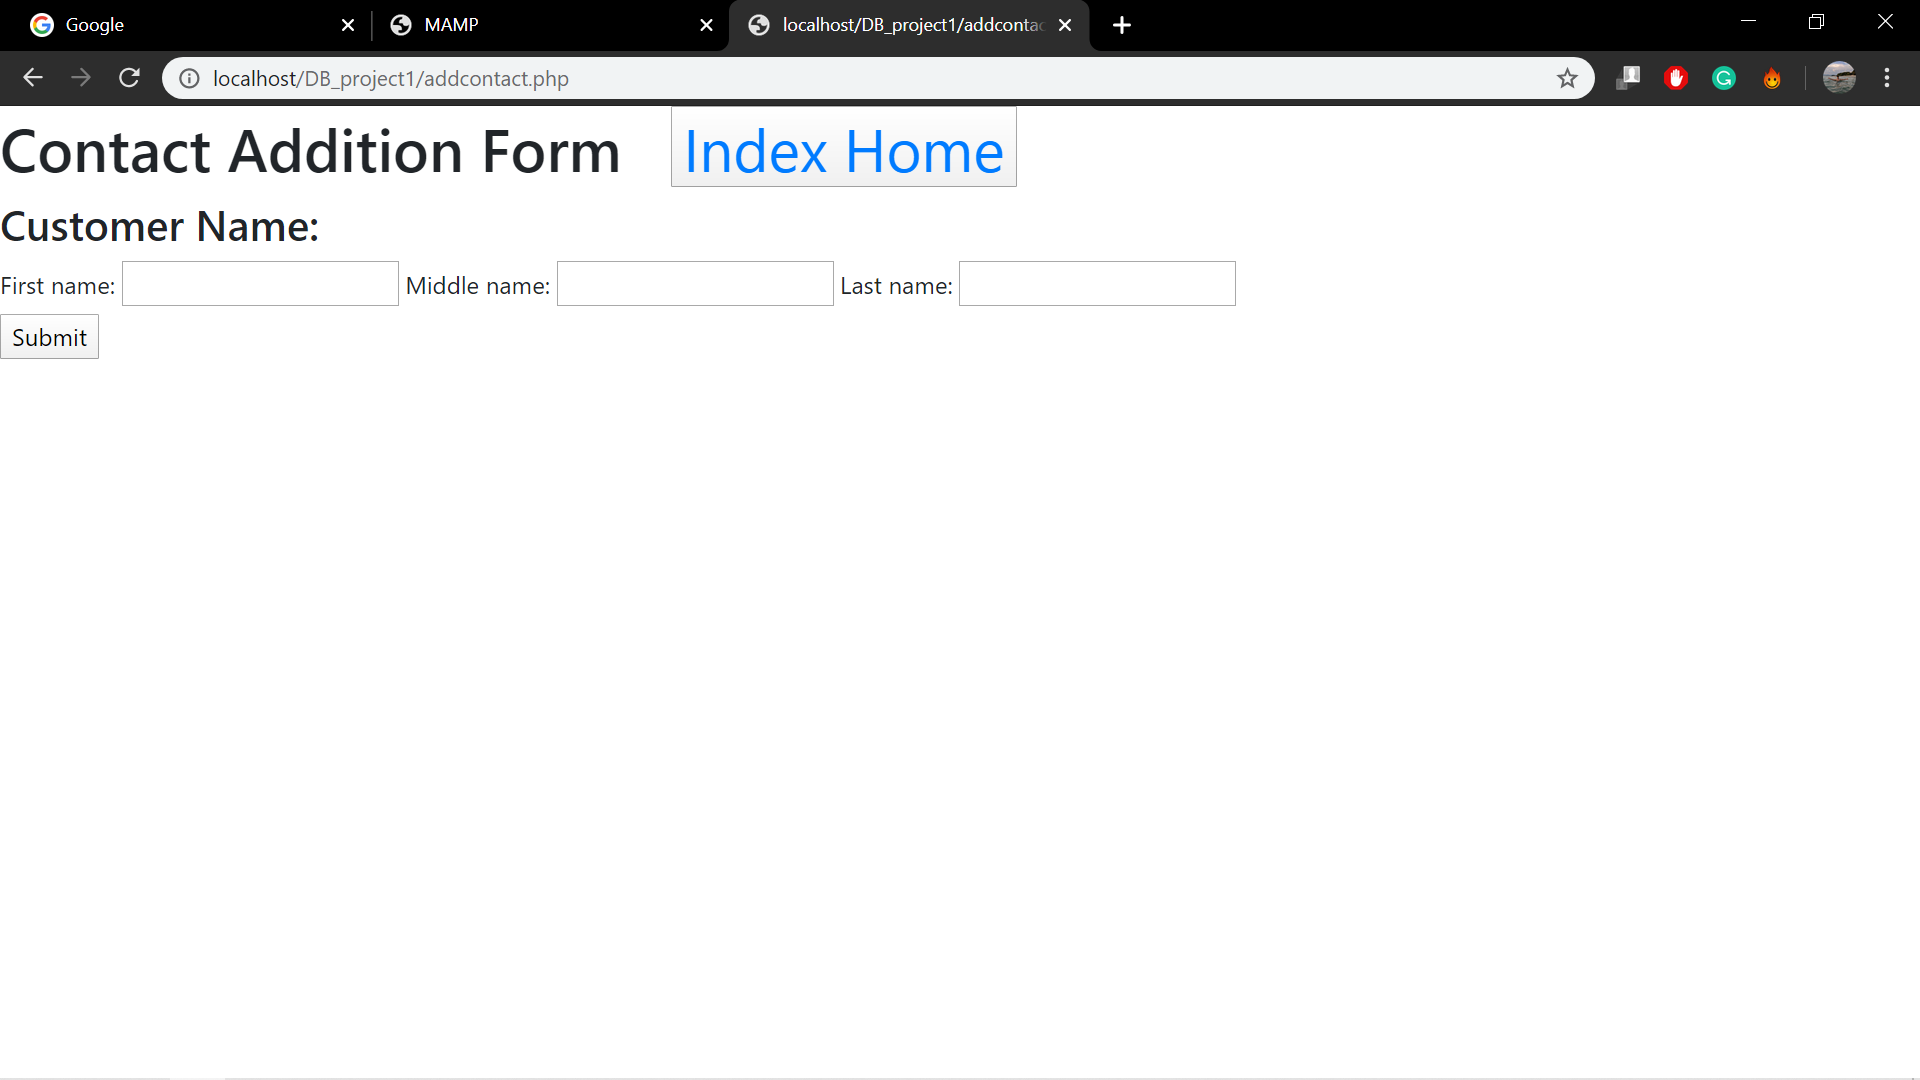 Google
MAMP
localhost/DB_project1/addcontac
localhost/DB_project1/addcontact.php
Contact Addition Form
Index Home
Customer Name:
First name: Middle name: Last name:
Submit